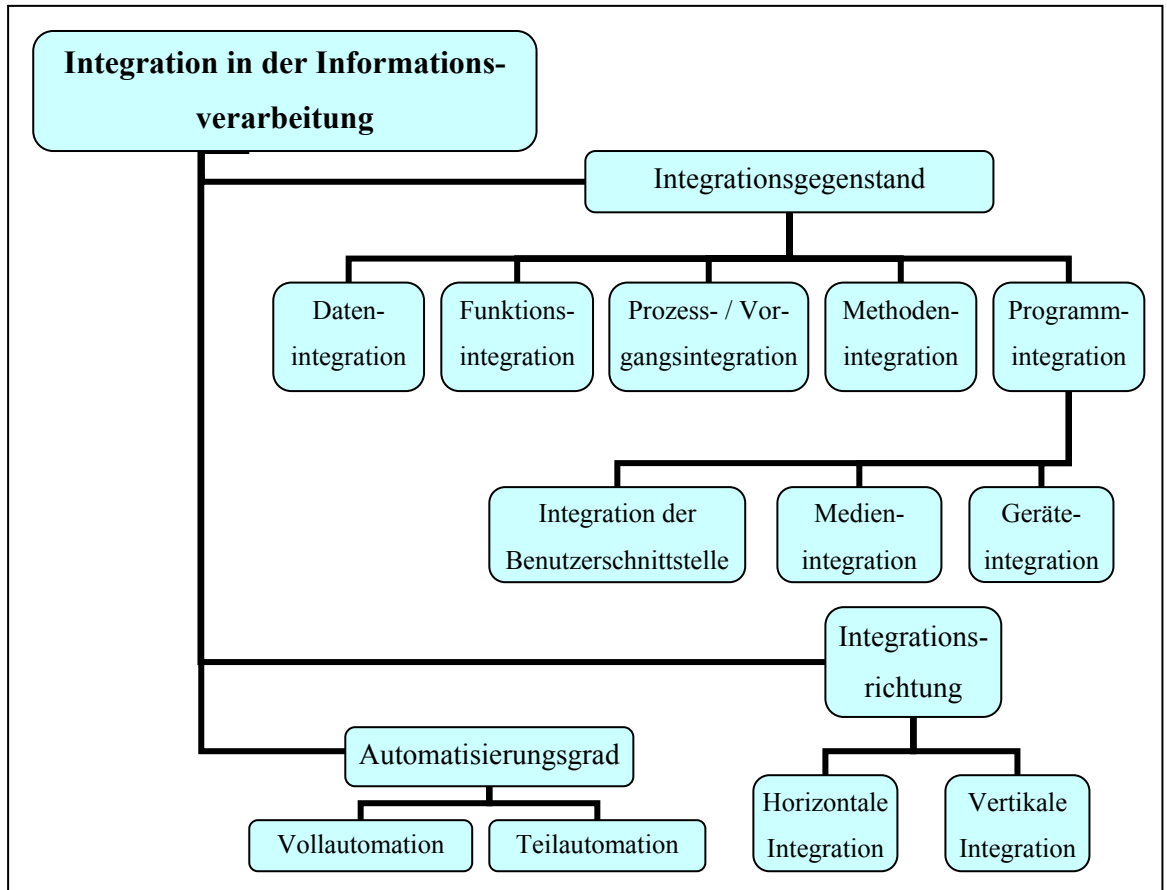 Integration in der Informations-
verarbeitung
Integrationsgegenstand
Daten-
integration
Funktions-
integration
Prozess- / Vor-
gangsintegration
Methoden-
integration
Programm-
integration
Integration der
Benutzerschnittstelle
Medien-
integration
Geräte-
integration
Integrations-
richtung
Automatisierungsgrad
Horizontale
Integration
Vertikale
Integration
Vollautomation
Teilautomation